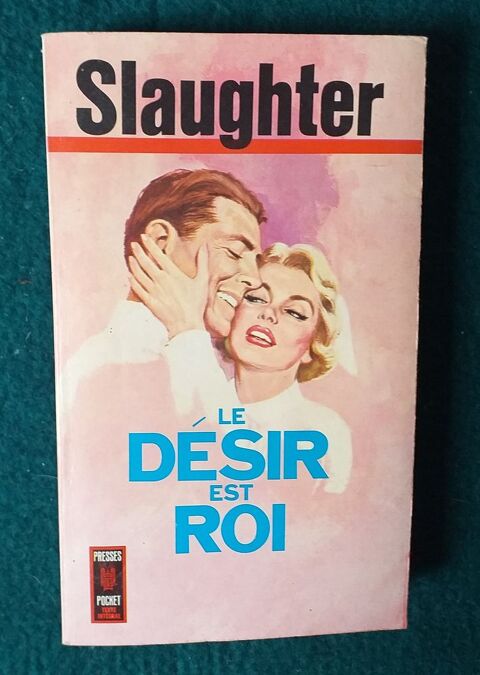 Slaughter
LE
DÉSIR
EST
ROI
PRESSES
POCKET
TEXTE
INTÉGRAL